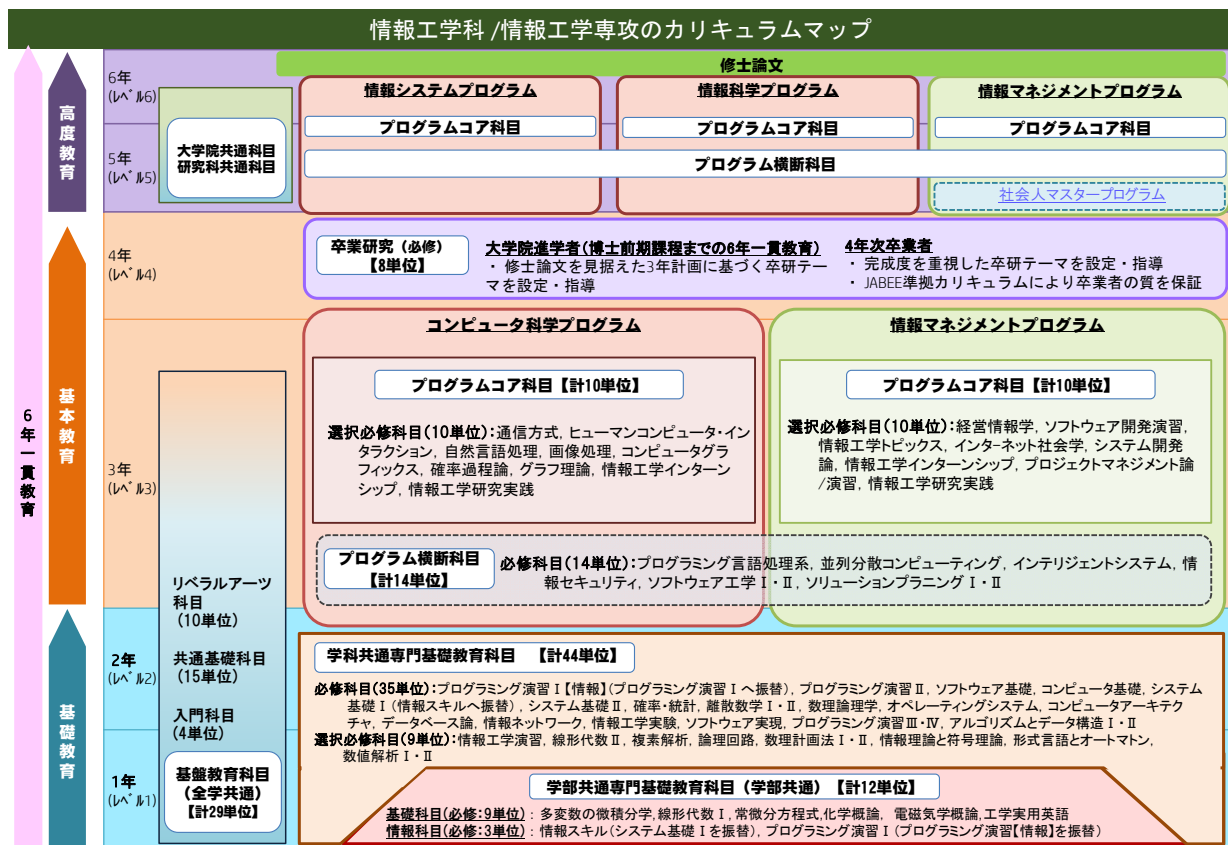 情報工学科 /情報工学専攻のカリキュラムマップ
6年一貫教育
高度教育
基本教育
基礎教育
6年
(ﾚﾍﾞﾙ6)
5年
(ﾚﾍﾞﾙ5)
大学院共通科目
研究科共通科目
修士論文
情報システムプログラム
情報科学プログラム
情報マネジメントプログラム
プログラムコア科目
プログラムコア科目
プログラムコア科目
プログラム横断科目
社会人マスタープログラム
4年
(ﾚﾍﾞﾙ4)
卒業研究（必修）
【8単位】
大学院進学者(博士前期課程までの6年一貫教育)
・ 修士論文を見据えた3年計画に基づく卒研テー
マを設定・指導
4年次卒業者
・ 完成度を重視した卒研テーマを設定・指導
・ JABEE準拠カリキュラムにより卒業者の質を保証
3年
(ﾚﾍﾞﾙ3)
コンピュータ科学プログラム
プログラムコア科目【計10単位】
選択必修科目(10単位):通信方式, ヒューマンコンピュータ・イン
タラクション, 自然言語処理, 画像処理, コンピュータグラ
フィックス, 確率過程論, グラフ理論, 情報工学インターン
シップ, 情報工学研究実践
情報マネジメントプログラム
プログラムコア科目【計10単位】
選択必修科目(10単位):経営情報学, ソフトウェア開発演習,
情報工学トピックス, インターネット社会学, システム開発
論, 情報工学インターンシップ, プロジェクトマネジメント論
/演習, 情報工学研究実践
プログラム横断科目
【計14単位】
必修科目(14単位):プログラミング言語処理系, 並列分散コンピューティング, インテリジェントシステム, 情
報セキュリティ, ソフトウェア工学Ⅰ・Ⅱ, ソリューションプラニングⅠ・Ⅱ
リベラルアーツ
科目
(10単位)
共通基礎科目
(15単位)
入門科目
(4単位)
基盤教育科目
(全学共通)
【計29単位】
2年
(ﾚﾍﾞﾙ2)
学科共通専門基礎教育科目 【計44単位】
必修科目(35単位):プログラミング演習Ⅰ【情報】(プログラミング演習Ⅰへ振替), プログラミング演習Ⅱ, ソフトウェア基礎, コンピュータ基礎, システム
基礎Ⅰ(情報スキルへ振替), システム基礎Ⅱ, 確率・統計, 離散数学Ⅰ・Ⅱ, 数理論理学, オペレーティングシステム, コンピュータアーキテク
チャ, データベース論, 情報ネットワーク, 情報工学実験, ソフトウェア実現, プログラミング演習Ⅲ・Ⅳ, アルゴリズムとデータ構造Ⅰ・Ⅱ
選択必修科目(9単位):情報工学演習, 線形代数Ⅱ, 複素解析, 論理回路, 数理計画法Ⅰ・Ⅱ, 情報理論と符号理論, 形式言語とオートマトン,
数値解析Ⅰ・Ⅱ
1年
(ﾚﾍﾞﾙ1)
学部共通専門基礎教育科目（学部共通）【計12単位】
基礎科目(必修:9単位)：多変数の微積分学,線形代数Ⅰ,常微分方程式,化学概論, 電磁気学概論,工学実用英語
情報科目(必修:3単位)：情報スキル(システム基礎Ⅰを振替), プログラミング演習Ⅰ(プログラミング演習【情報】を振替)